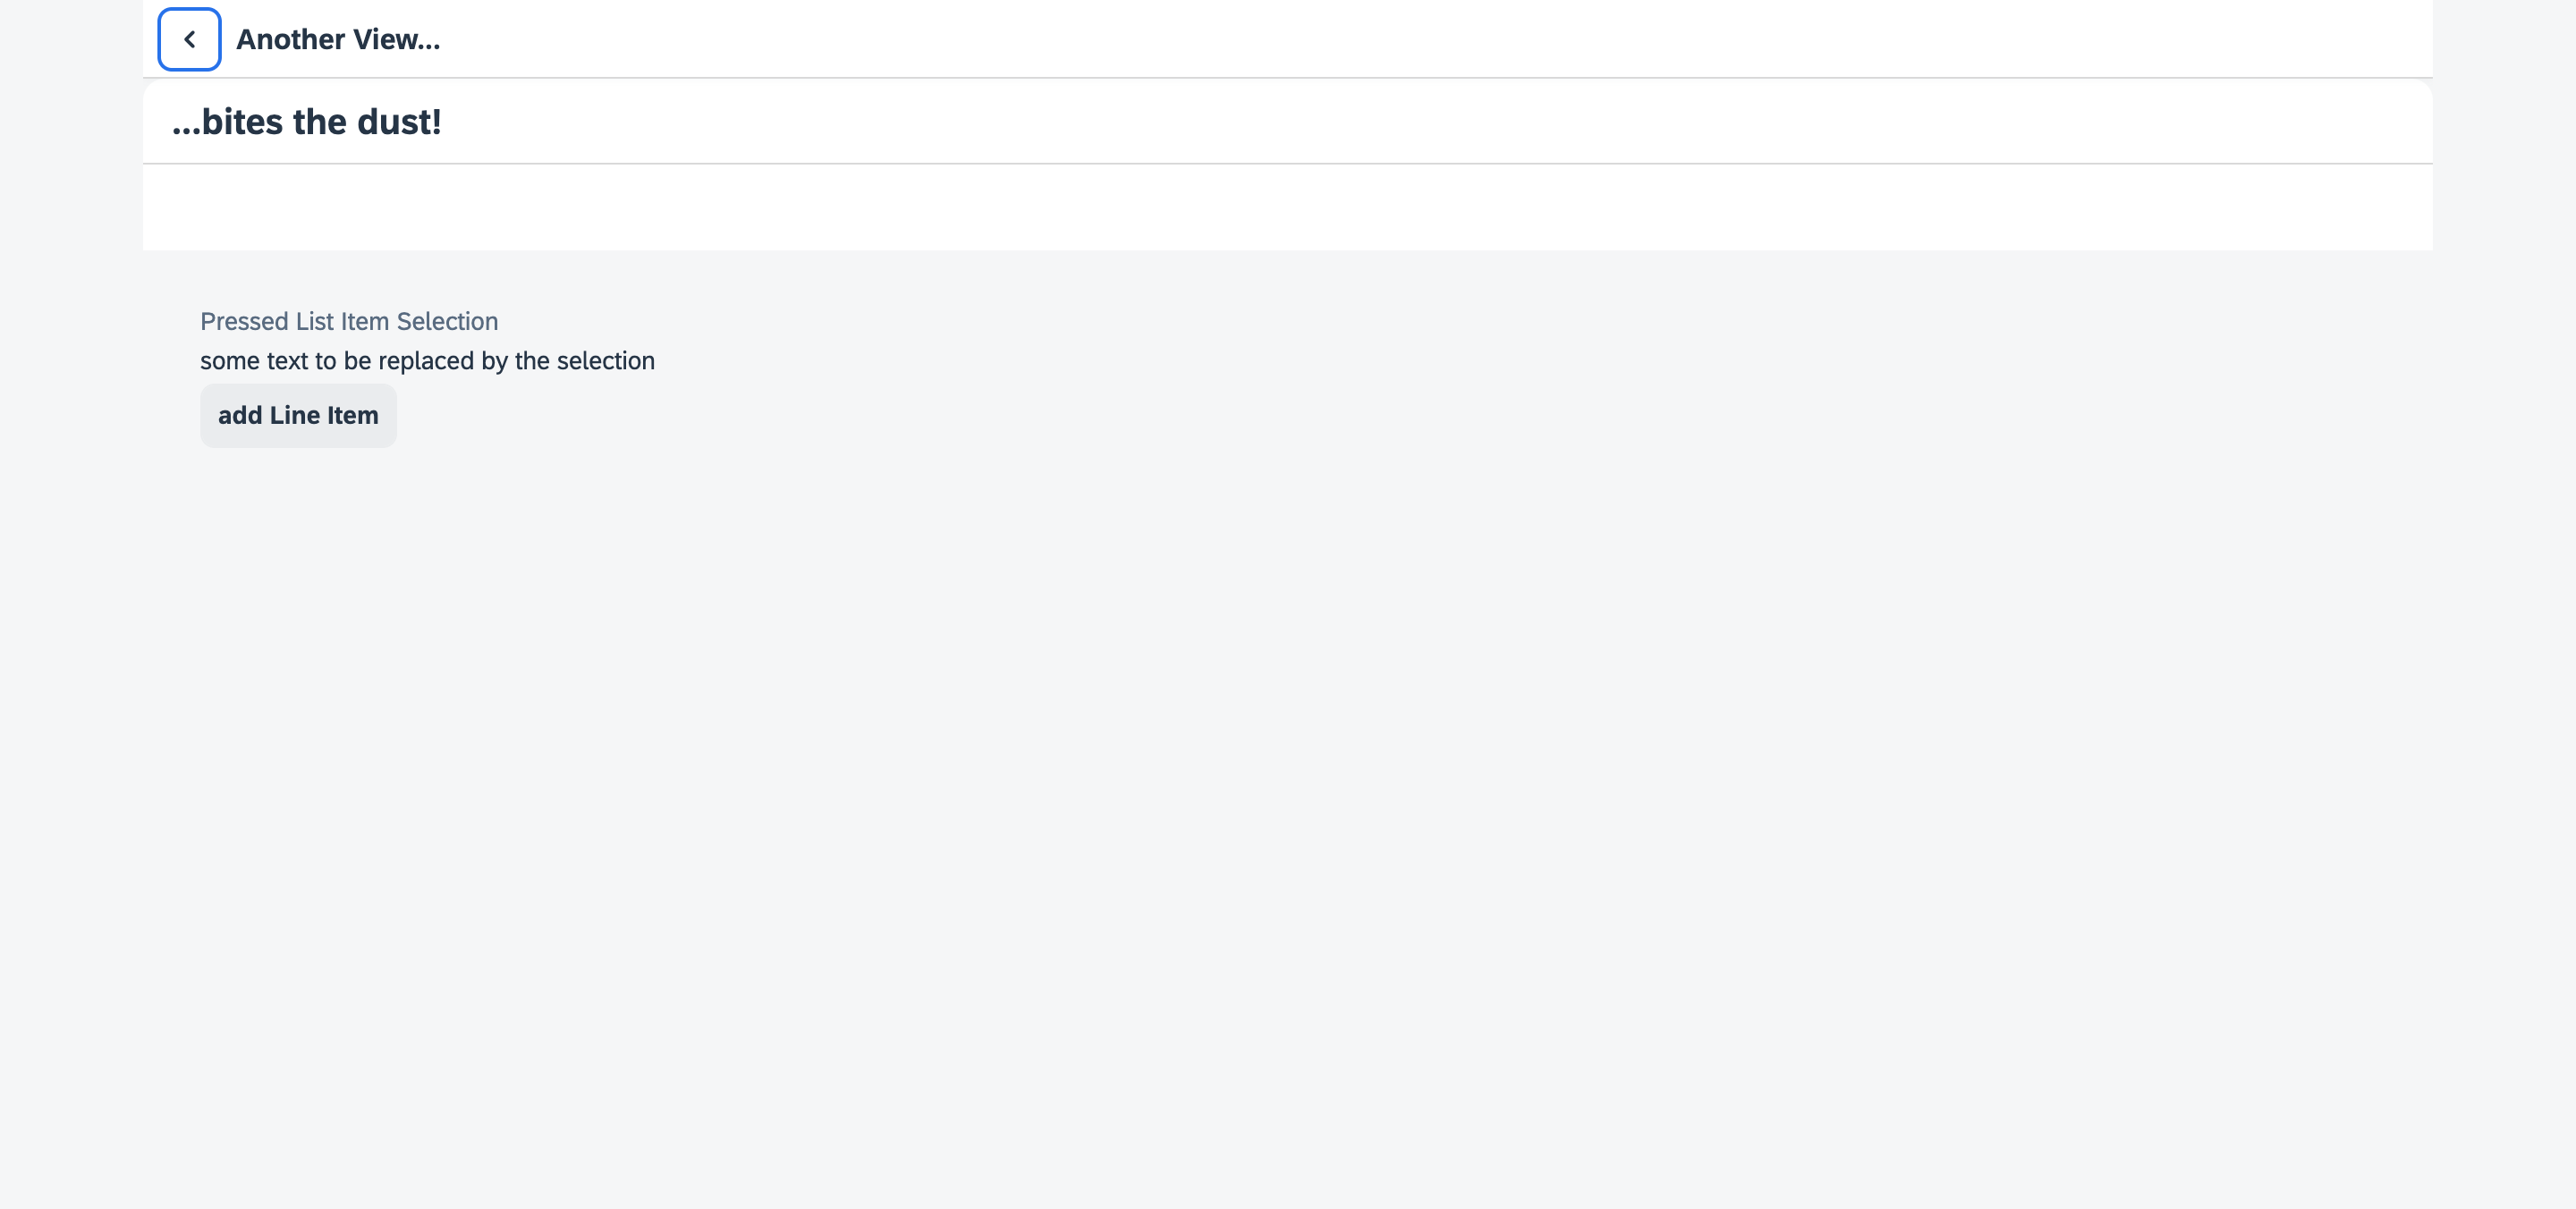 Another View...
...bites the dust!
Pressed List Item Selection
some text to be replaced by the selection
add Line Item